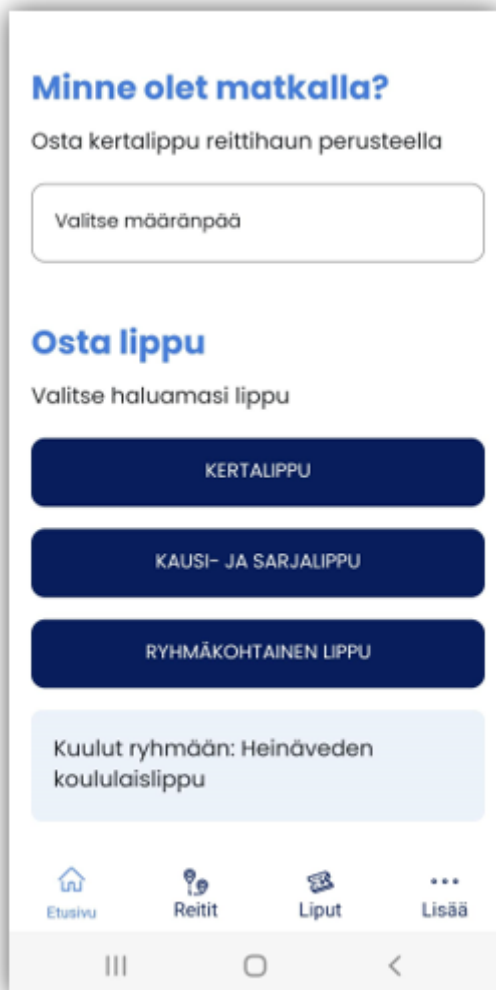 Minne olet matkalla?
Osta kertalippu reittihaun perusteella
Valitse määränpää
Osta lippu
Valitse haluamasi lippu
KERTALIPPU
KAUSI- JA SARJALIPPU
RYHMÄKOHTAINEN LIPPU
Kuulut ryhmään: Heinäveden
koululaislippu
Etusivu
Reitit
Liput
Lisää